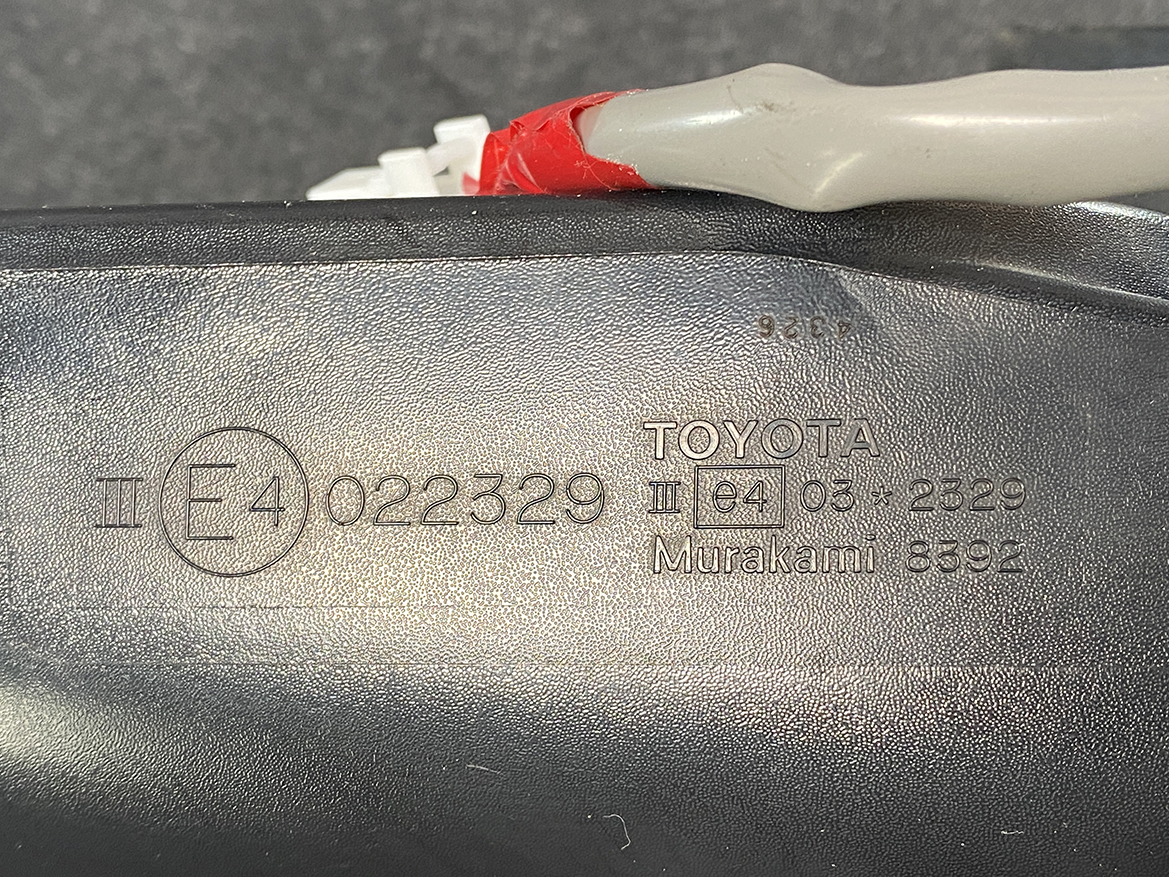 4326
TOYOTA
III E4 022329
III e4 03*2329
Murakami 8392